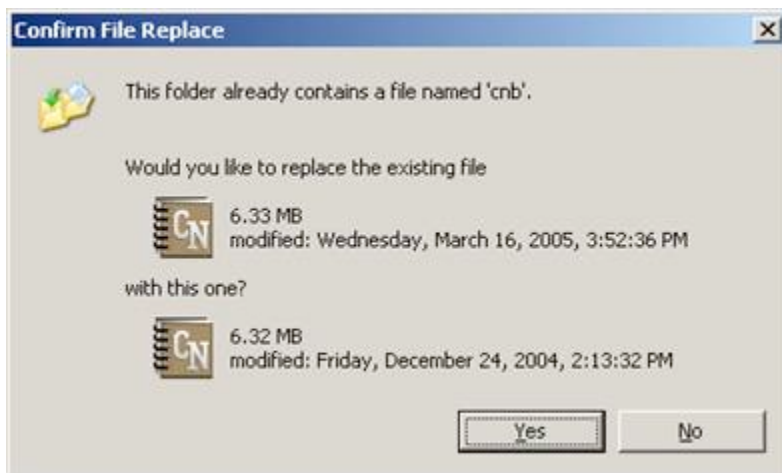 Confirm File Replace
This folder already contains a file named 'cnb'.
Would you like to replace the existing file
CN
6.33 MB
modified: Wednesday, March 16, 2005, 3:52:36 PM
with this one?
CN
6.32 MB
modified: Friday, December 24, 2004, 2:13:32 PM
Yes No